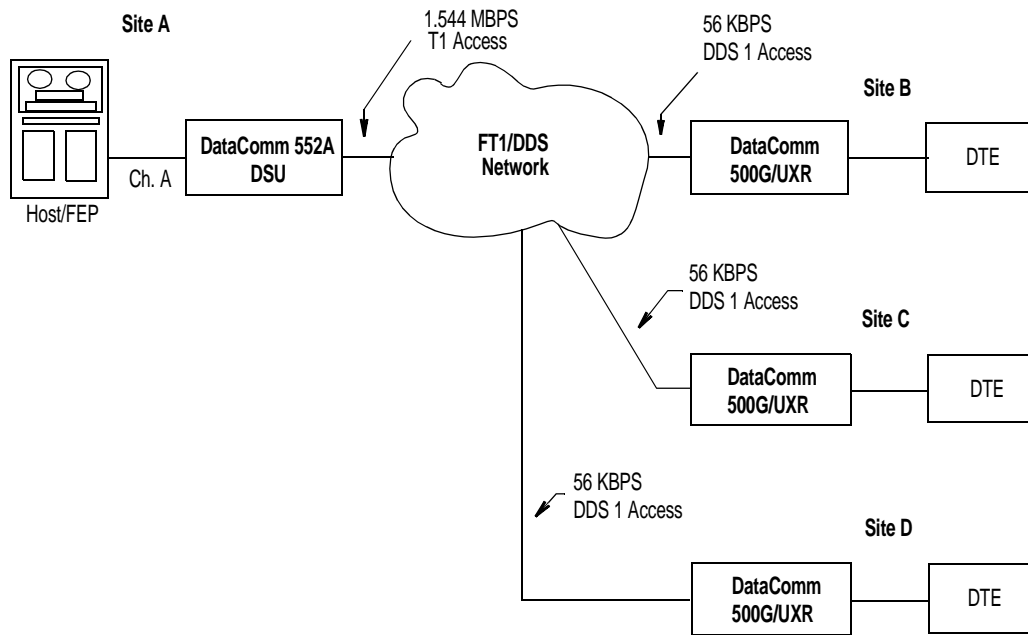 Site A
1.544 MBPS
T1 Access
56 KBPS
DDS 1 Access
Site B
DataComm 552A
DSU
Ch. A
Host/FEP
FT1/DDS
Network
DataComm
500G/UXR
DTE
56 KBPS
DDS 1 Access
Site C
DataComm
500G/UXR
DTE
56 KBPS
DDS 1 Access
Site D
DataComm
500G/UXR
DTE